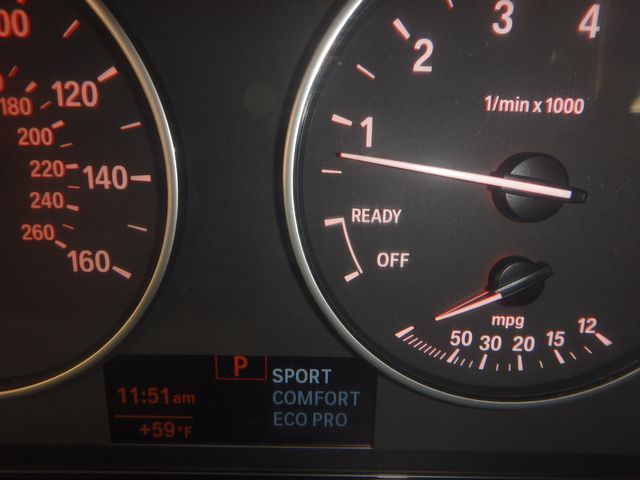 100
120
140
160
180
200
220
240
260
1
2
3
4
1/min x 1000
READY
OFF
mpg
50 30 20 15 12
P
SPORT
COMFORT
ECO PRO
11:51 am
+59°F